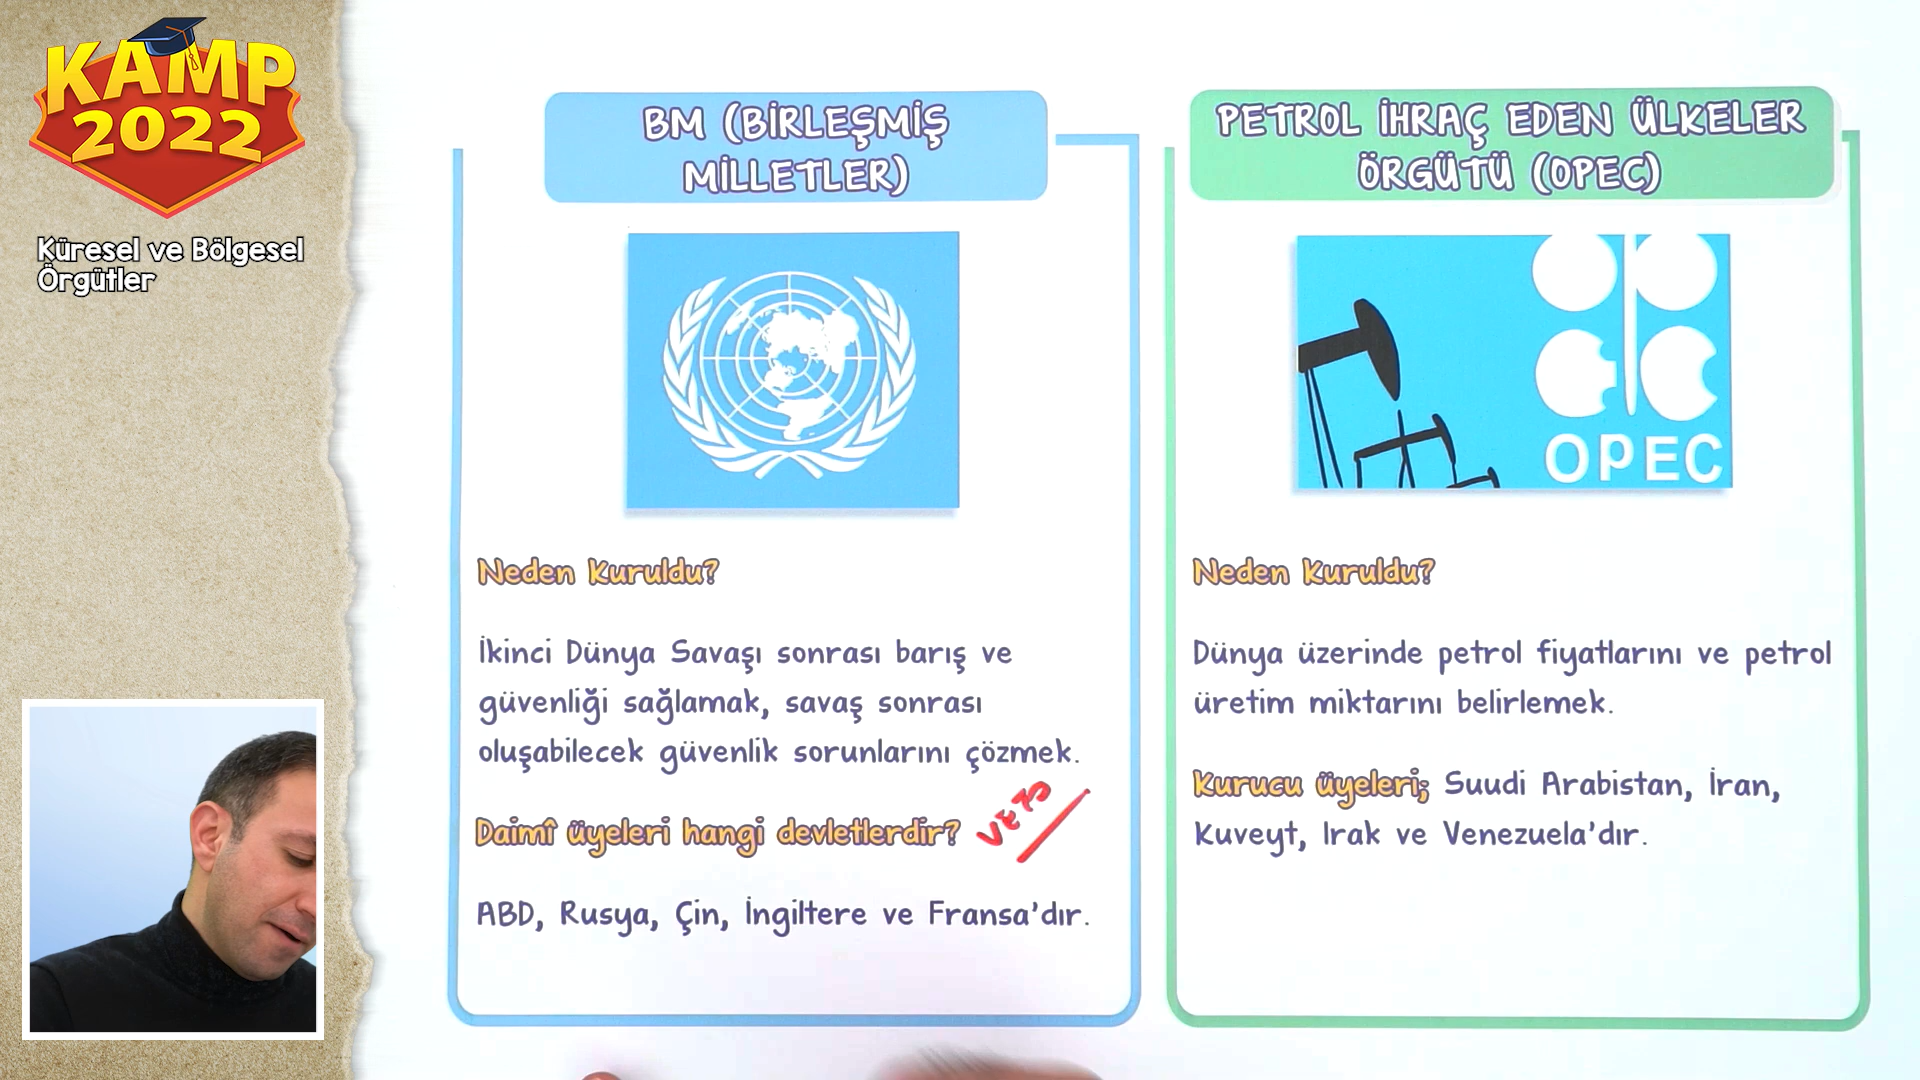 KAMP
2022
Küresel ve Bölgesel
Örgütler
BM (BİRLEŞMİŞ
MİLLETLER)
Neden Kuruldu?
İkinci Dünya Savaşı sonrası barış ve
güvenliği sağlamak, savaş sonrası
oluşabilecek güvenlik sorunlarını çözmek.
Daimî üyeleri hangi devletlerdir?
ABD, Rusya, Çin, İngiltere ve Fransa'dır.
PETROL İHRAÇ EDEN ÜLKELER
ÖRGÜTÜ (OPEC)
OPEC
Neden Kuruldu?
Dünya üzerinde petrol fiyatlarını ve petrol
üretim miktarını belirlemek.
Kurucu üyeleri; Suudi Arabistan, İran,
Kuveyt, Irak ve Venezuela'dır.